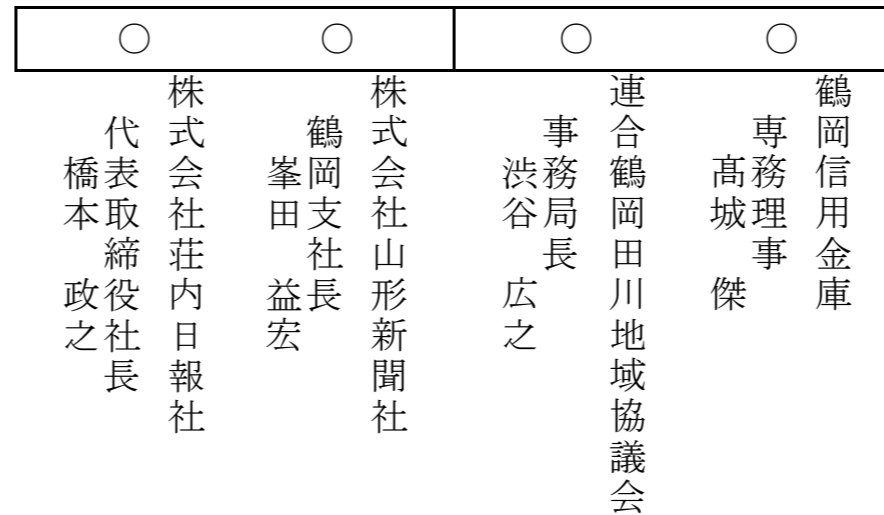 ○
鶴岡信用金庫
専務理事
髙城 傑
○
連合鶴岡田川地域協議会
事務局長
渋谷 広之
○
株式会社山形新聞社
鶴岡支社長
峯田 益宏
○
株式会社荘内日報社
代表取締役社長
橋本 政之